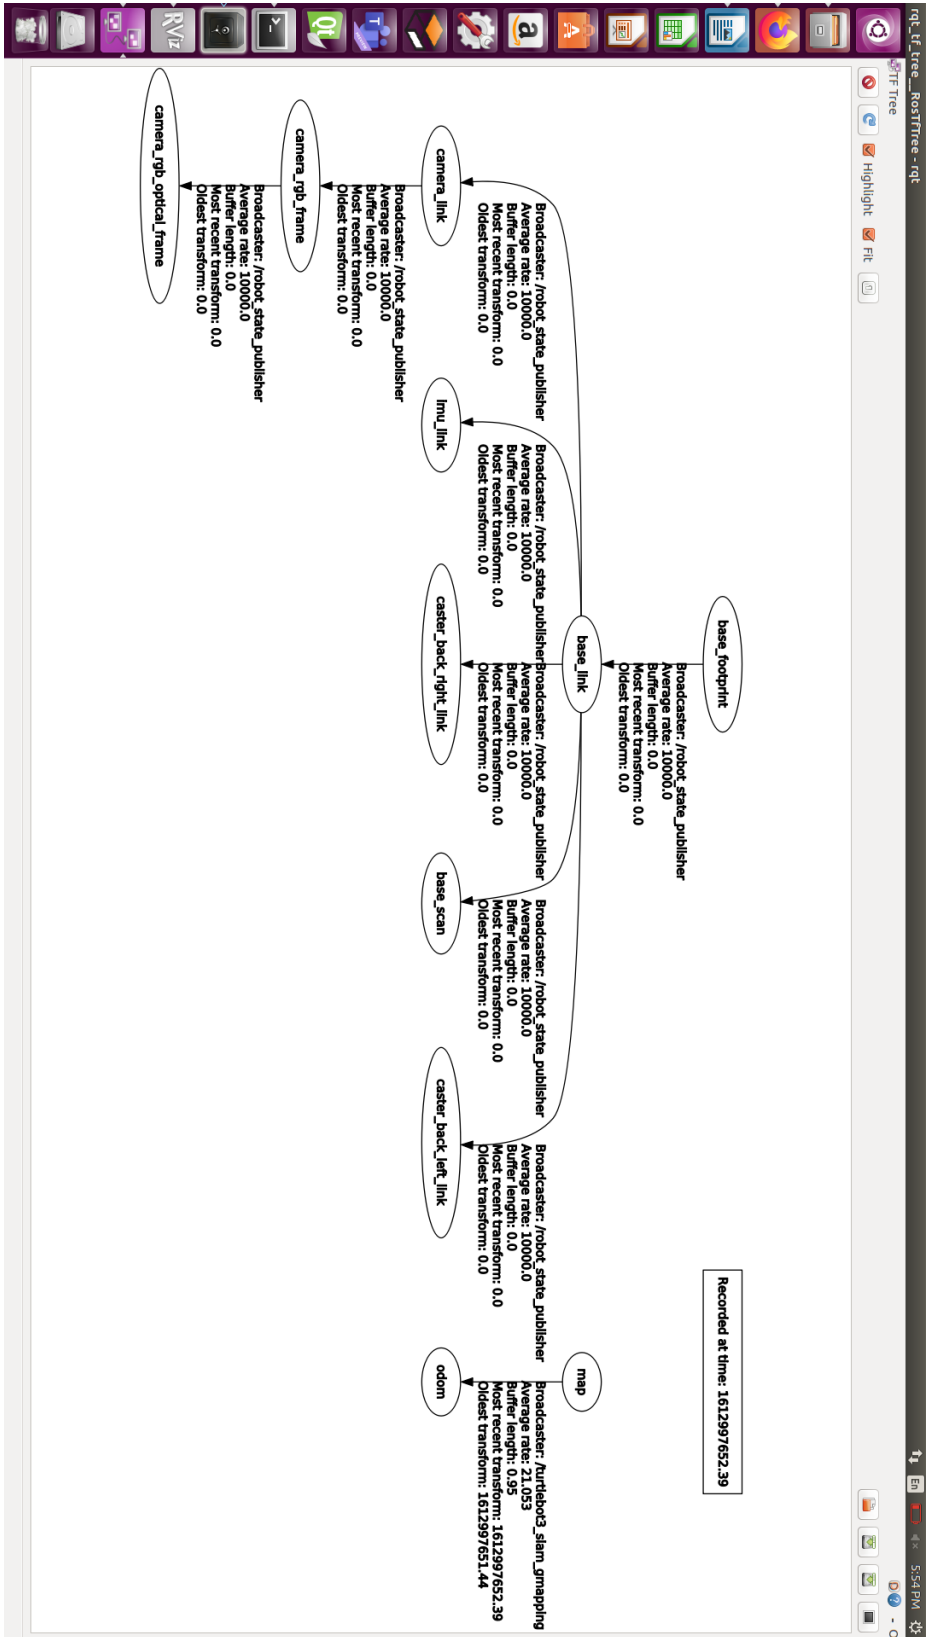 rqt_tf_tree__RosTfTree - rqt
En
5:54 PM
TF Tree
D
- O
Highlight
Fit
Recorded at time: 1612997652.39
base_footprint
Broadcaster: /robot_state_publisher
Average rate: 10000.0
Buffer length: 0.0
Most recent transform: 0.0
Oldest transform: 0.0
base_link
map
Broadcaster: /robot_state_publisher
Average rate: 10000.0
Buffer length: 0.0
Most recent transform: 0.0
Oldest transform: 0.0
Broadcaster: /robot_state_publisher
Average rate: 10000.0
Buffer length: 0.0
Most recent transform: 0.0
Oldest transform: 0.0
Broadcaster: /robot_state_publisher
Average rate: 10000.0
Buffer length: 0.0
Most recent transform: 0.0
Oldest transform: 0.0
Broadcaster: /robot_state_publisher
Average rate: 10000.0
Buffer length: 0.0
Most recent transform: 0.0
Oldest transform: 0.0
Broadcaster: /robot_state_publisher
Average rate: 10000.0
Buffer length: 0.0
Most recent transform: 0.0
Oldest transform: 0.0
Broadcaster: /turtlebot3_slam_gmapping
Average rate: 21.053
Buffer length: 0.95
Most recent transform: 1612997652.39
Oldest transform: 1612997651.44
camera_link
imu_link
caster_back_right_link
base_scan
caster_back_left_link
odom
Broadcaster: /robot_state_publisher
Average rate: 10000.0
Buffer length: 0.0
Most recent transform: 0.0
Oldest transform: 0.0
camera_rgb_frame
Broadcaster: /robot_state_publisher
Average rate: 10000.0
Buffer length: 0.0
Most recent transform: 0.0
Oldest transform: 0.0
camera_rgb_optical_frame
a
A
T
Qt
>_
RViz